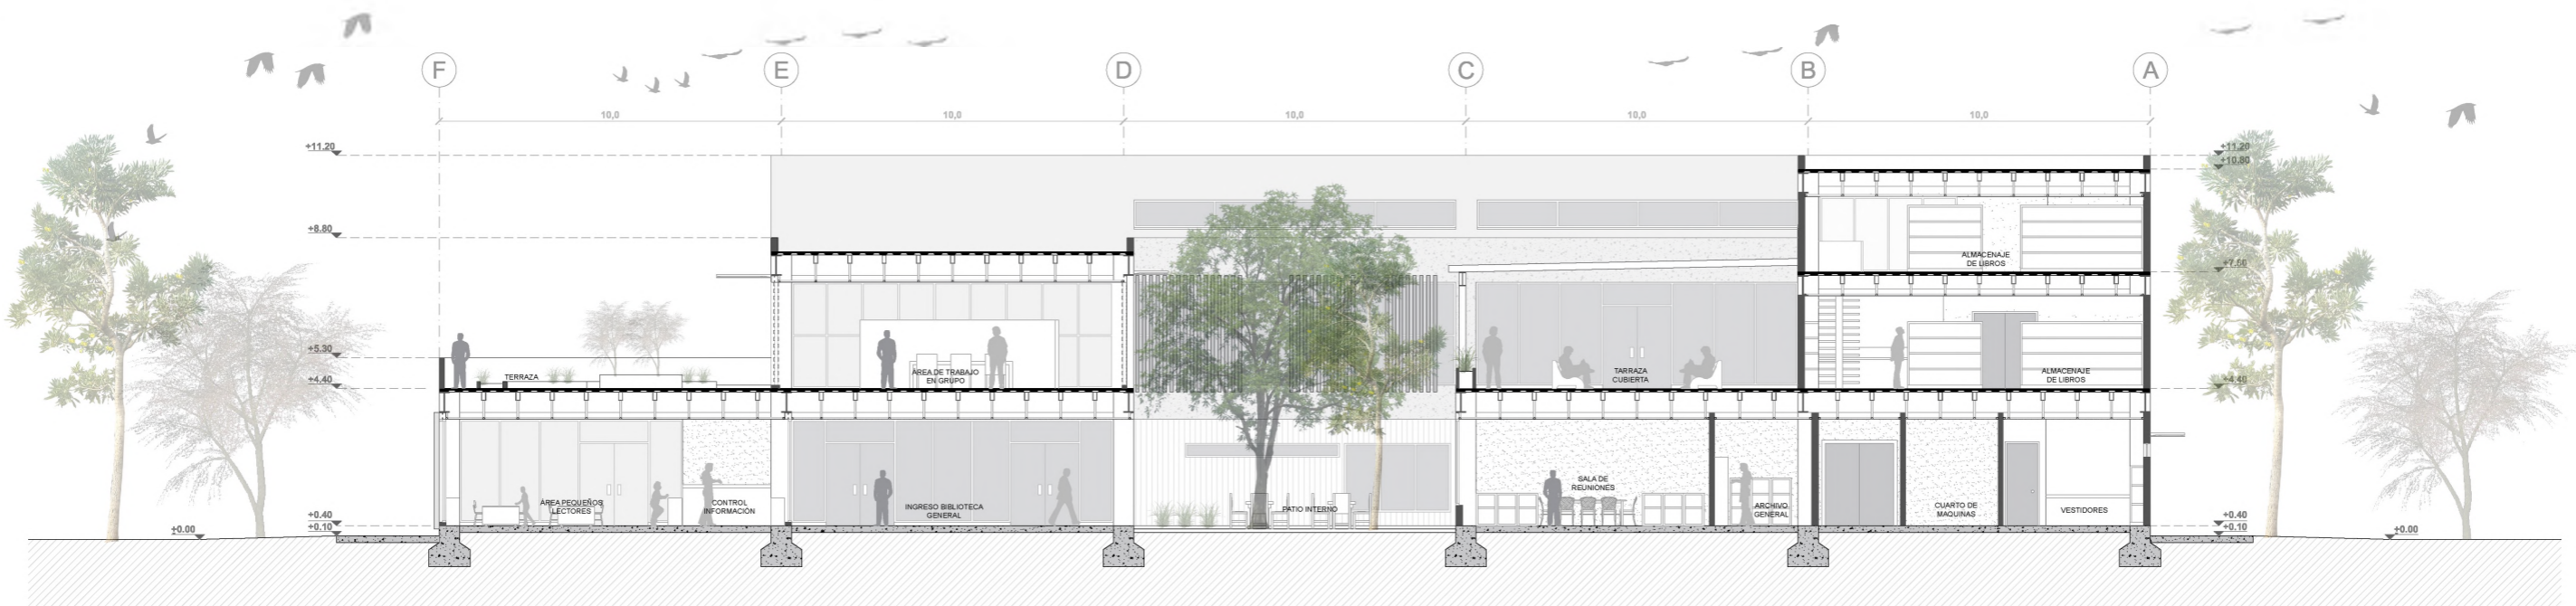 F
E
D
C
B
A
10,0
10,0
10,0
10,0
10,0
+11.20
+11.20
+10.80
+8.80
ALMACENAJE
DE LIBROS
+7.60
+5.30
+4.40
TERRAZA
ÁREA DE TRABAJO
EN GRUPO
TARRAZA
CUBIERTA
ALMACENAJE
DE LIBROS
+4.40
ÁREA PEQUEÑOS
LECTORES
CONTROL
INFORMACIÓN
INGRESO BIBLIOTECA
GENERAL
PATIO INTERNO
SALA DE
REUNIONES
ARCHIVO
GENERAL
CUARTO DE
MAQUINAS
VESTIDORES
+0.40
+0.10
+0.00
+0.40
+0.10
+0.00